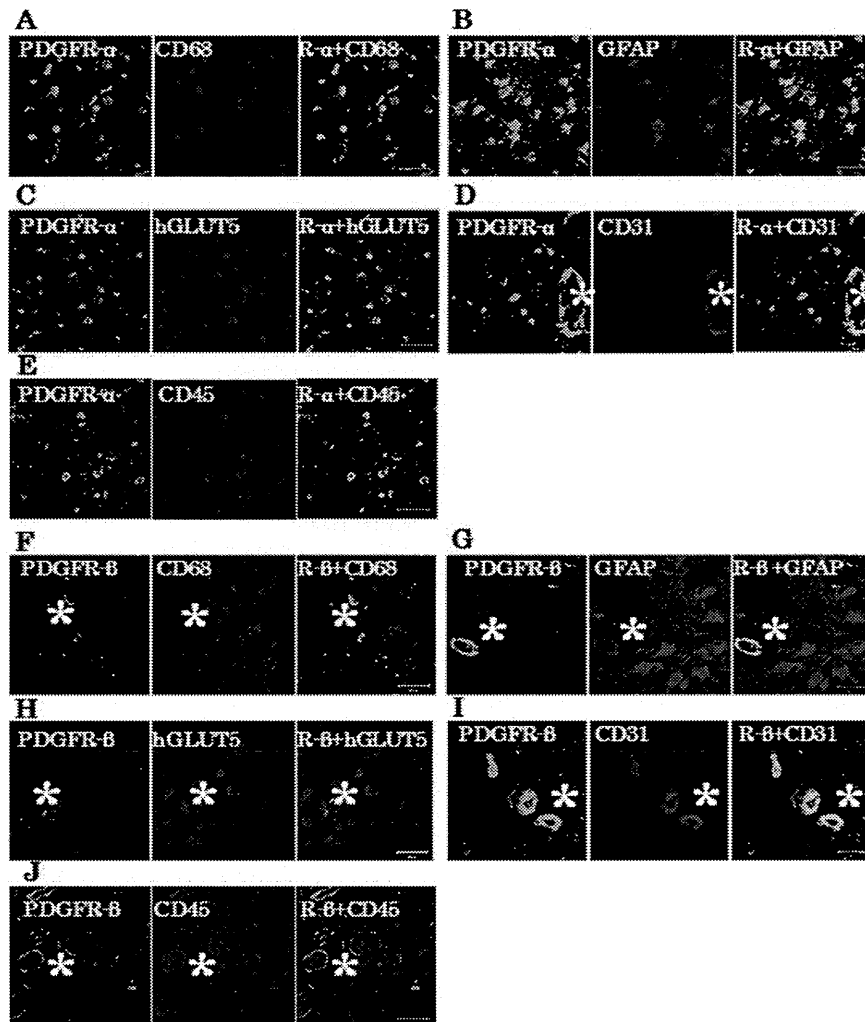 A
PDGFR-α CD68 R-α+CD68
B
PDGFR-α GFAP R-α+GFAP
C
PDGFR-α hGLUT5 R-α+hGLUT5
D
PDGFR-α CD31 R-α+CD31
E
PDGFR-α CD45 R-α+CD45
F
PDGFR-β CD68 R-β+CD68
G
PDGFR-β GFAP R-β+GFAP
H
PDGFR-β hGLUT5 R-β+hGLUT5
I
PDGFR-β CD31 R-β+CD31
J
PDGFR-β CD45 R-β+CD45